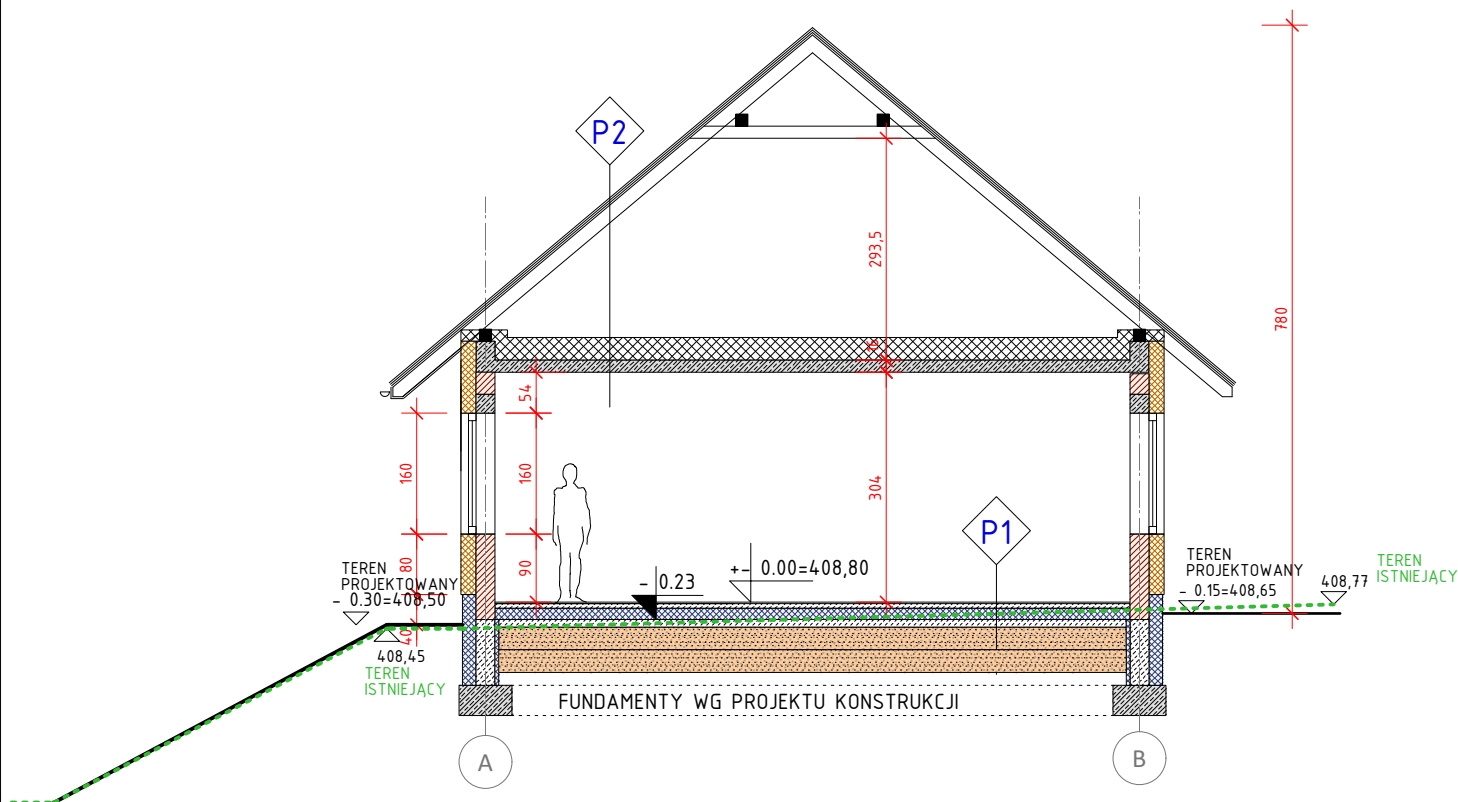 780
P2
293,5
16
54
160
160
304
P1
80
90
TEREN
PROJEKTOWANY
- 0.30=408,50
- 0.23
+- 0.00=408,80
TEREN
PROJEKTOWANY
- 0.15=408,65
408,77
TEREN
ISTNIEJĄCY
40
408,45
TEREN
ISTNIEJĄCY
FUNDAMENTY WG PROJEKTU KONSTRUKCJI
A
B